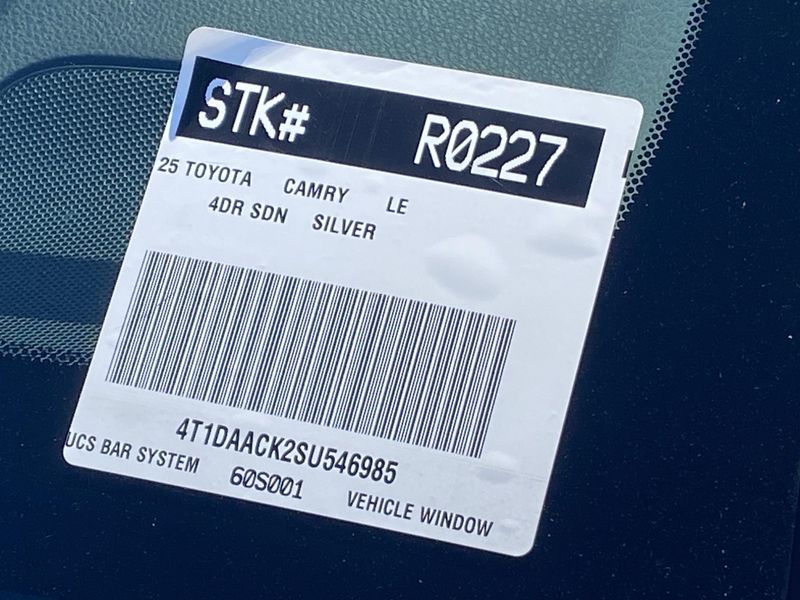 STK# R0227
25 TOYOTA CAMRY LE
4DR SDN SILVER
4T1DAACK2SU546985
UCS BAR SYSTEM 60S001 VEHICLE WINDOW